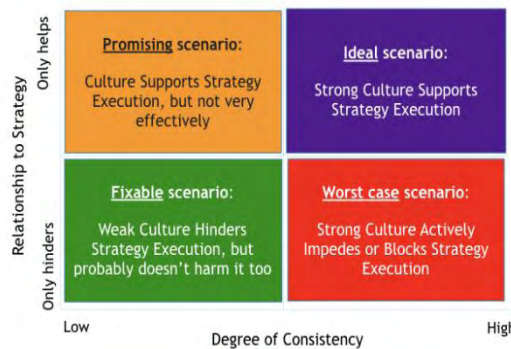 Relationship to Strategy
Only helps
Only hinders
Promising scenario:
Culture Supports Strategy
Execution, but not very
effectively
Ideal scenario:
Strong Culture Supports
Strategy Execution
Fixable scenario:
Weak Culture Hinders
Strategy Execution, but
probably doesn't harm it too
Worst case scenario:
Strong Culture Actively
Impedes or Blocks Strategy
Execution
Low
High
Degree of Consistency